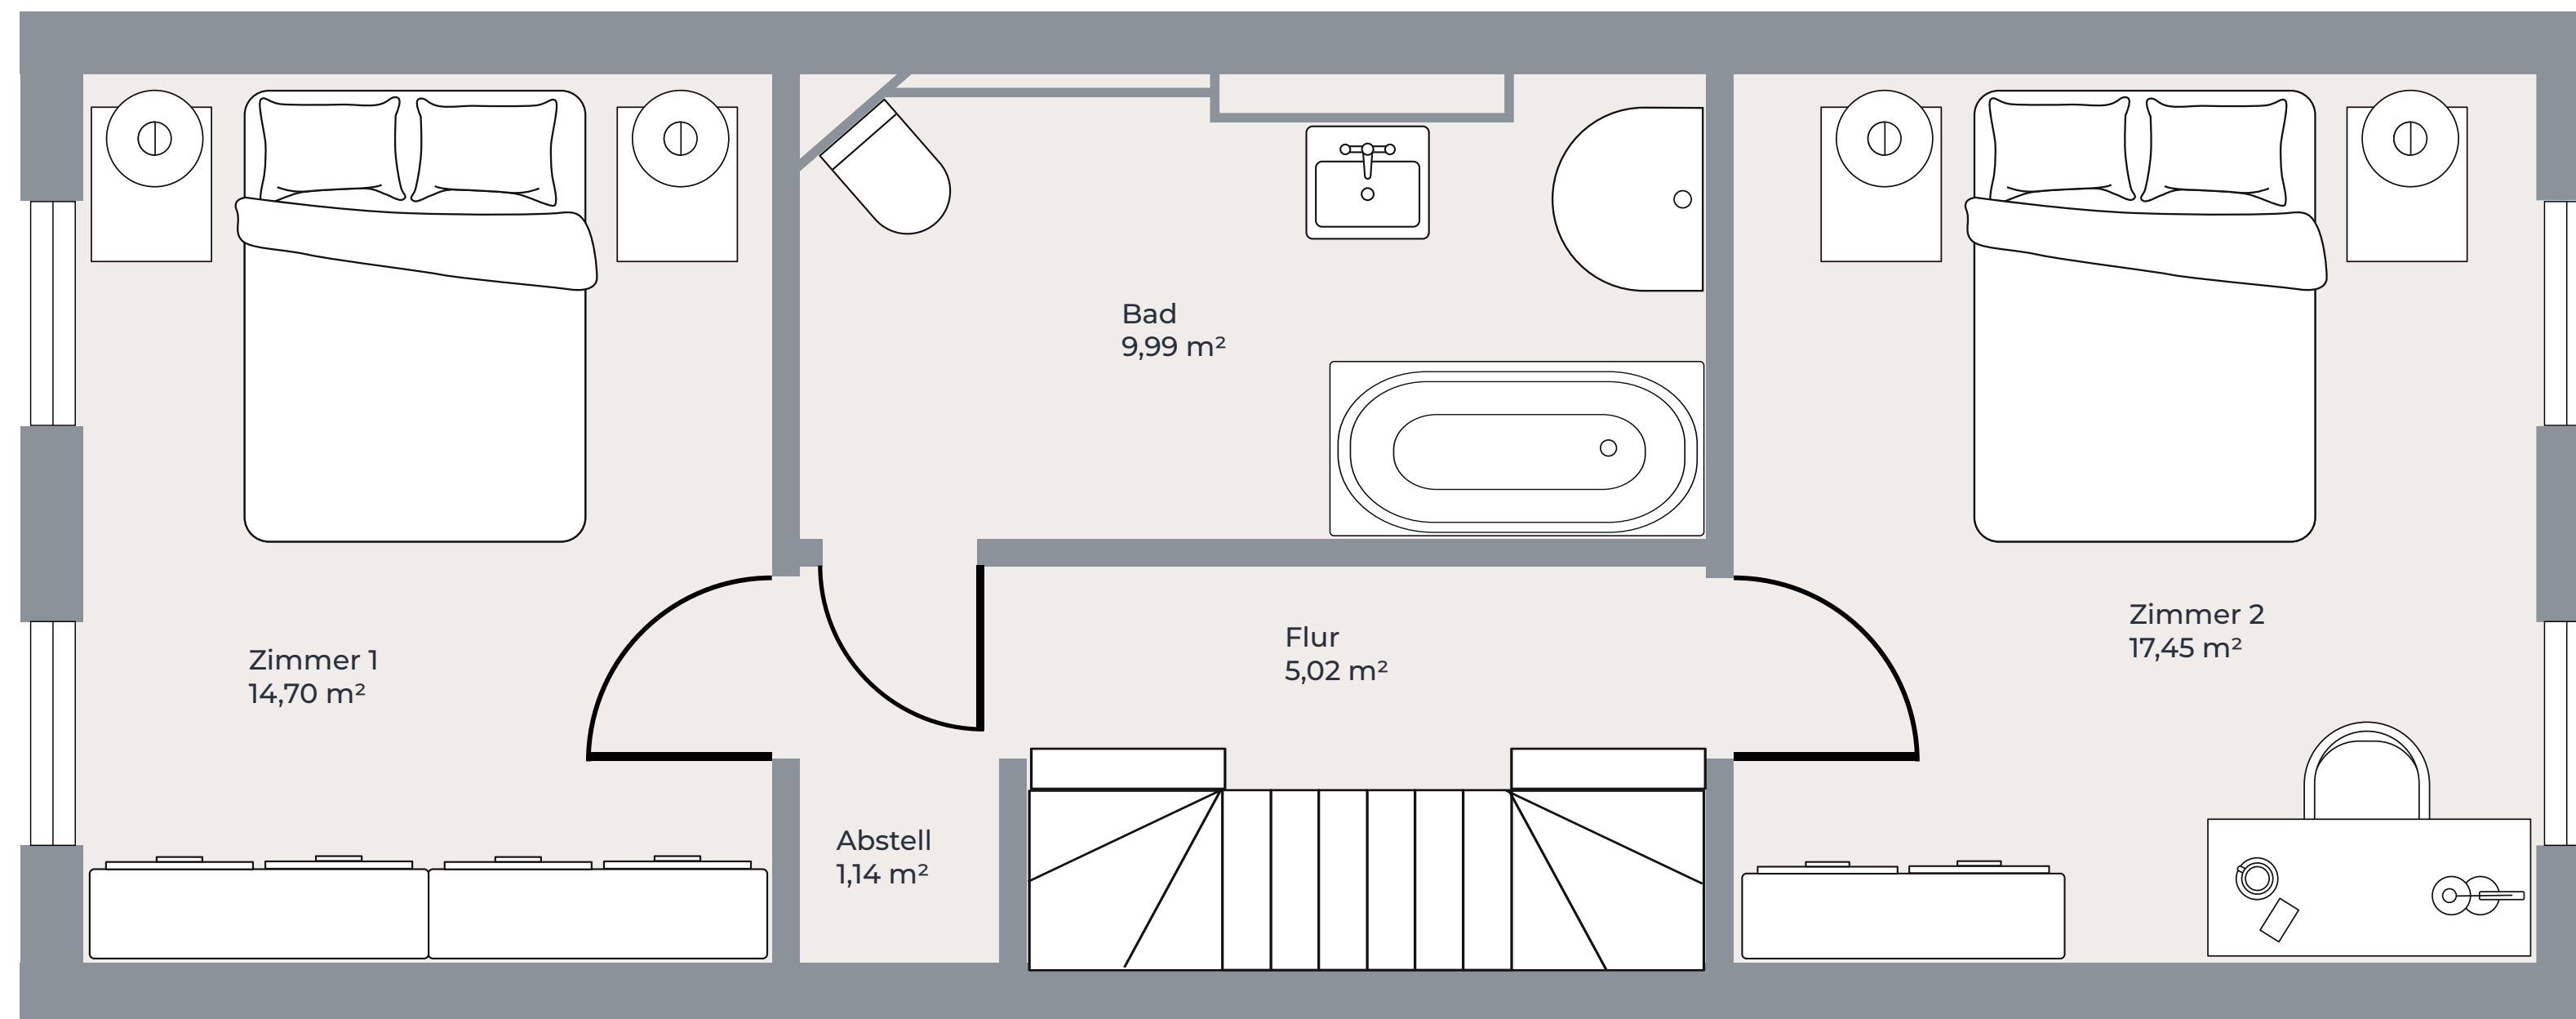 Bad
9,99 m²
Flur
5,02 m²
Zimmer 2
17,45 m²
Zimmer 1
14,70 m²
Abstell
1,14 m²